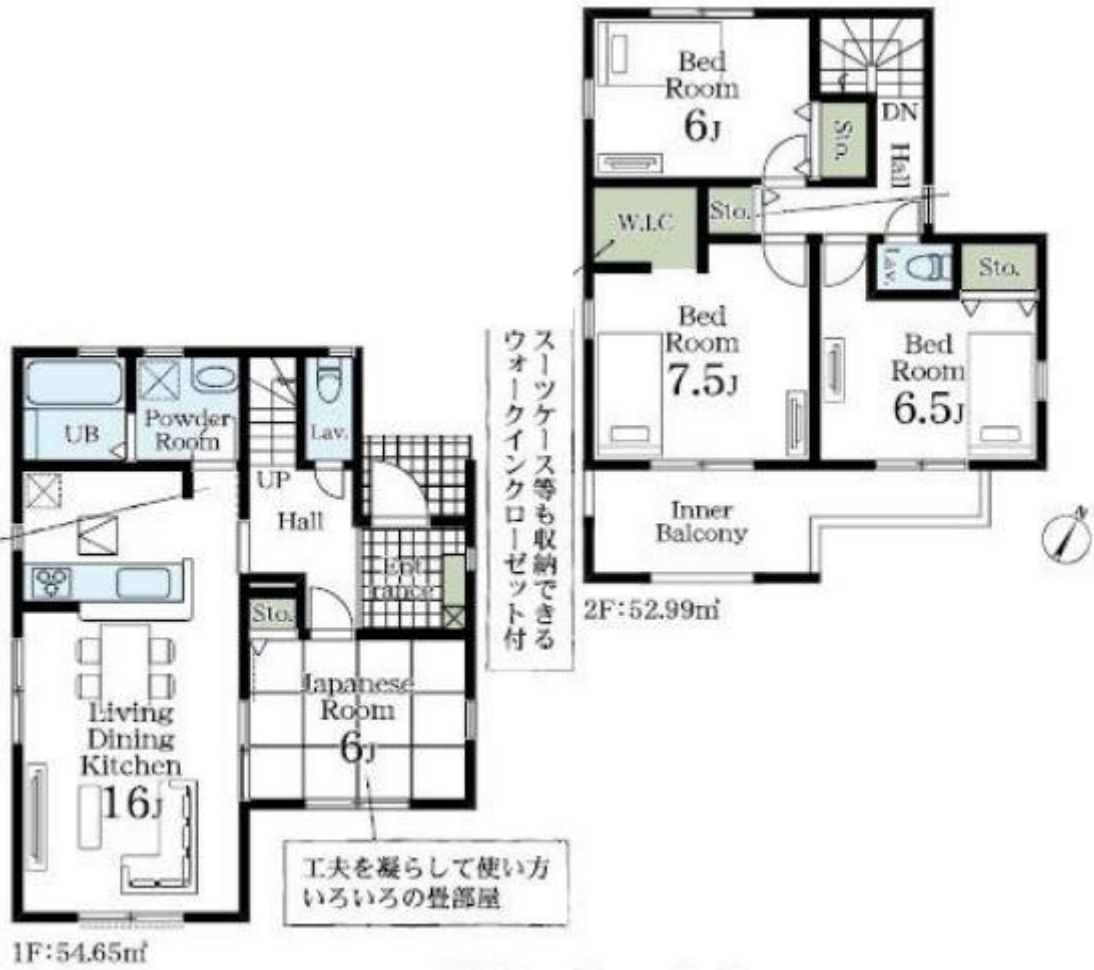 Bed
Room
6J
Sto.
DN
Hall
W.I.C
Sto.
Lav.
Sto.
Bed
Room
7.5J
Bed
Room
6.5J
Inner
Balcony
N
2F:52.99㎡
スーツケース等も収納できる
ウォークインクローゼット付
UB
Powder
Room
Lav.
UP
Hall
Ent
rance
Sto.
Japanese
Room
6J
Living
Dining
Kitchen
16J
工夫を凝らして使い方
いろいろの畳部屋
1F:54.65㎡